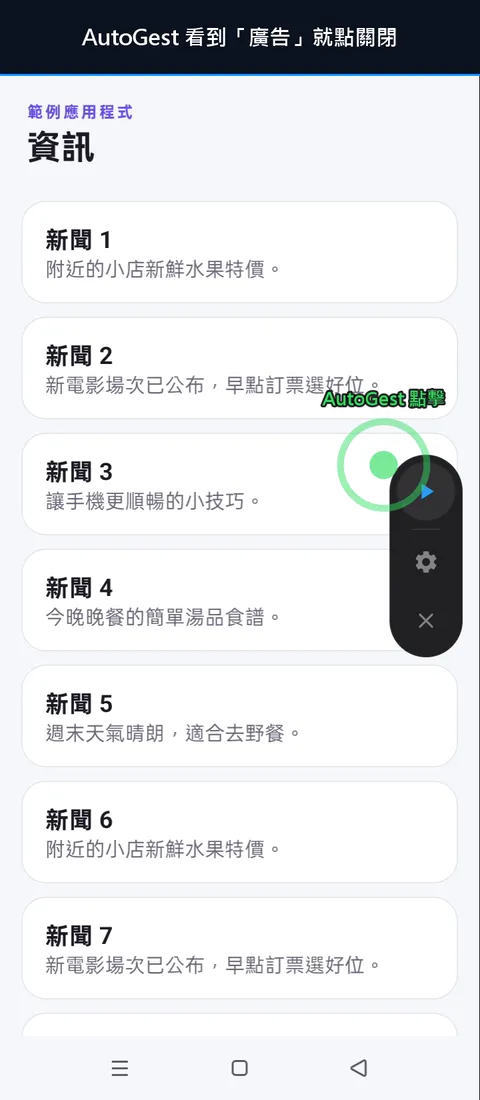 AutoGest 看到「廣告」就點關閉
範例應用程式
資訊
新聞 1
附近的小店新鮮水果特價。
新聞 2
新電影場次已公布，早點訂票選好位。
AutoGest 點擊
新聞 3
讓手機更順暢的小技巧。
新聞 4
今晚晚餐的簡單湯品食譜。
新聞 5
週末天氣晴朗，適合去野餐。
新聞 6
附近的小店新鮮水果特價。
新聞 7
新電影場次已公布，早點訂票選好位。